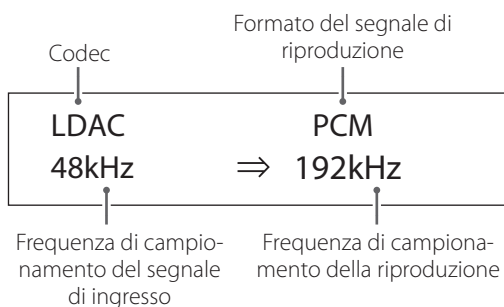 Formato del segnale di
riproduzione
Codec
LDAC
PCM
48kHz ⇒ 192kHz
Frequenza di campio-
namento del segnale
di ingresso
Frequenza di campiona-
mento della riproduzione